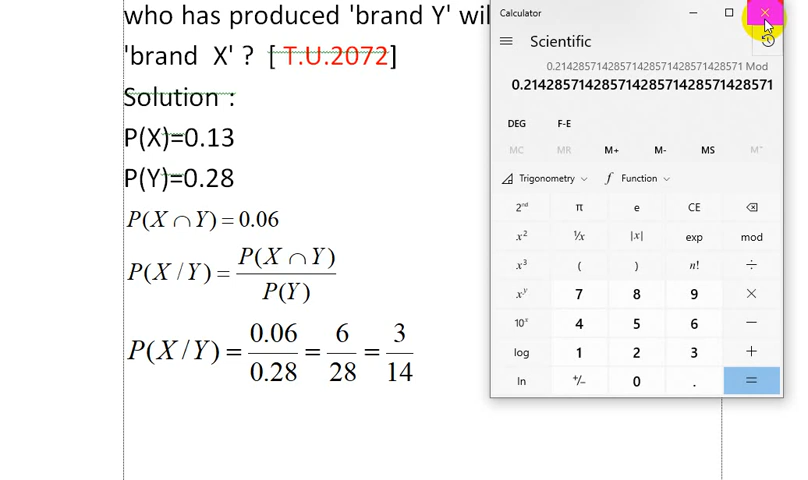 who has produced 'brand Y' wil
'brand X' ? [ T.U.2072]
Solution :
P(X)=0.13
P(Y)=0.28
P(X ∩ Y) = 0.06
P(X / Y) = P(X ∩ Y) / P(Y)
P(X / Y) = 0.06 / 0.28 = 6 / 28 = 3 / 14
Calculator
Scientific
0.21428571428571428571428571428571 Mod
0.21428571428571428571428571428571
DEG F-E
MC MR M+ M- MS M˅
Trigonometry Function
2ⁿᵈ π e CE
x² ¹/x |x| exp mod
x³ ( ) n! ÷
xʸ 7 8 9 ×
10ˣ 4 5 6 −
log 1 2 3 +
ln +/− 0 . =